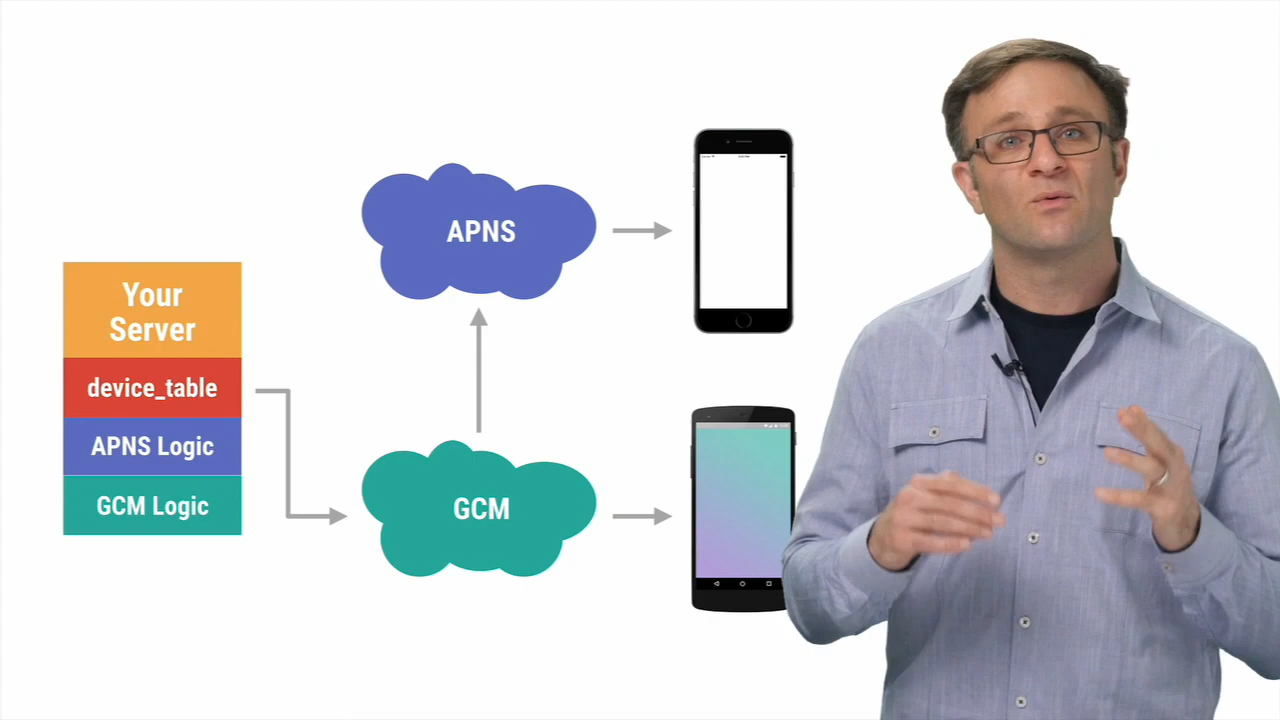 Your
Server
device_table
APNS Logic
GCM Logic
APNS
GCM